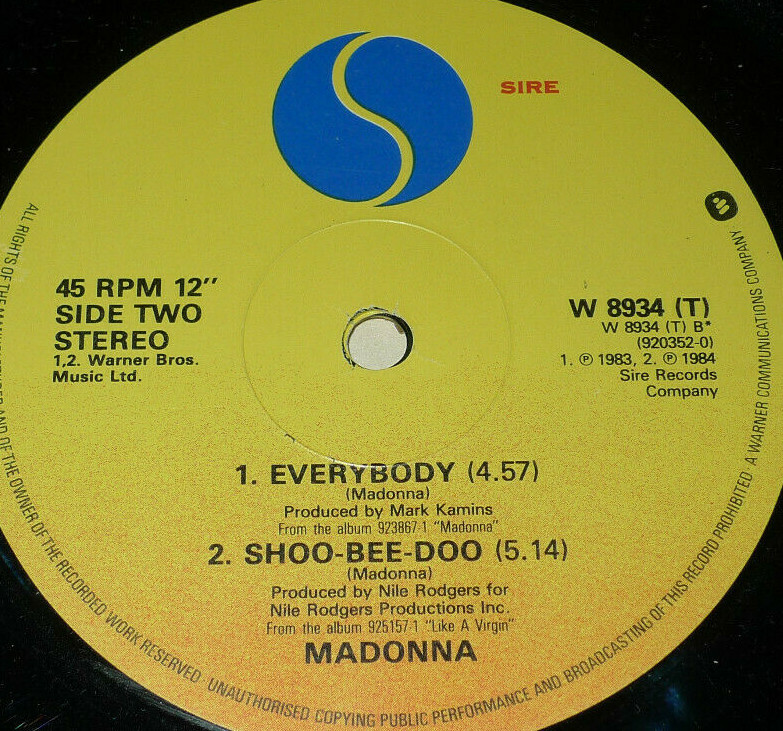 SIRE
45 RPM 12"
SIDE TWO
STEREO
1,2. Warner Bros.
Music Ltd.
W 8934 (T)
W 8934 (T) B*
(920352-0)
1. ℗ 1983, 2. ℗ 1984
Sire Records
Company
1. EVERYBODY (4.57)
(Madonna)
Produced by Mark Kamins
From the album 923867-1 "Madonna"
2. SHOO-BEE-DOO (5.14)
(Madonna)
Produced by Nile Rodgers for
Nile Rodgers Productions Inc.
From the album 925157-1 "Like A Virgin"
MADONNA
ALL RIGHTS OF THE MANUFACTURER AND OF THE OWNER OF THE RECORDED WORK RESERVED. UNAUTHORISED COPYING PUBLIC PERFORMANCE AND BROADCASTING OF THIS RECORD PROHIBITED A WARNER COMMUNICATIONS COMPANY